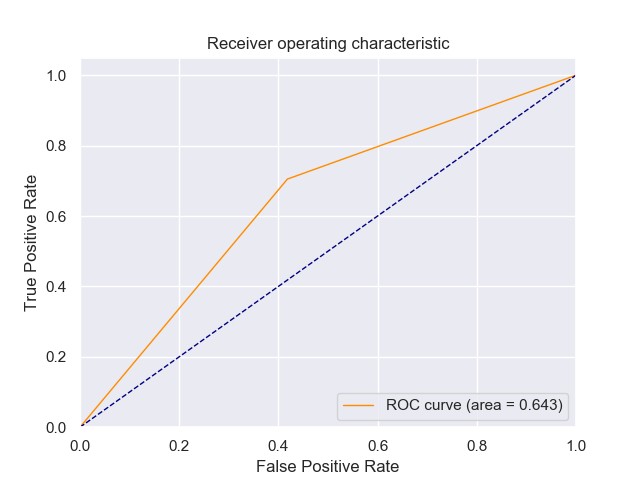 Receiver operating characteristic
True Positive Rate
1.0
0.8
0.6
0.4
0.2
0.0
ROC curve (area = 0.643)
0.0 0.2 0.4 0.6 0.8 1.0
False Positive Rate